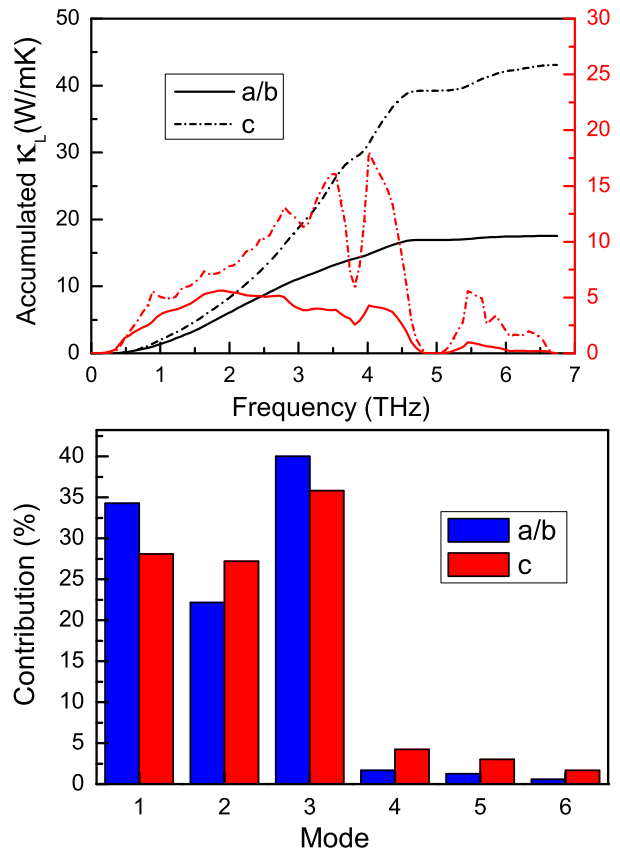 50
40
30
20
10
0
30
25
20
15
10
5
0
Accumulated κL(W/mK)
a/b
c
0 1 2 3 4 5 6 7
Frequency (THz)
40
35
30
25
20
15
10
5
0
Contribution (%)
a/b
c
1 2 3 4 5 6
Mode